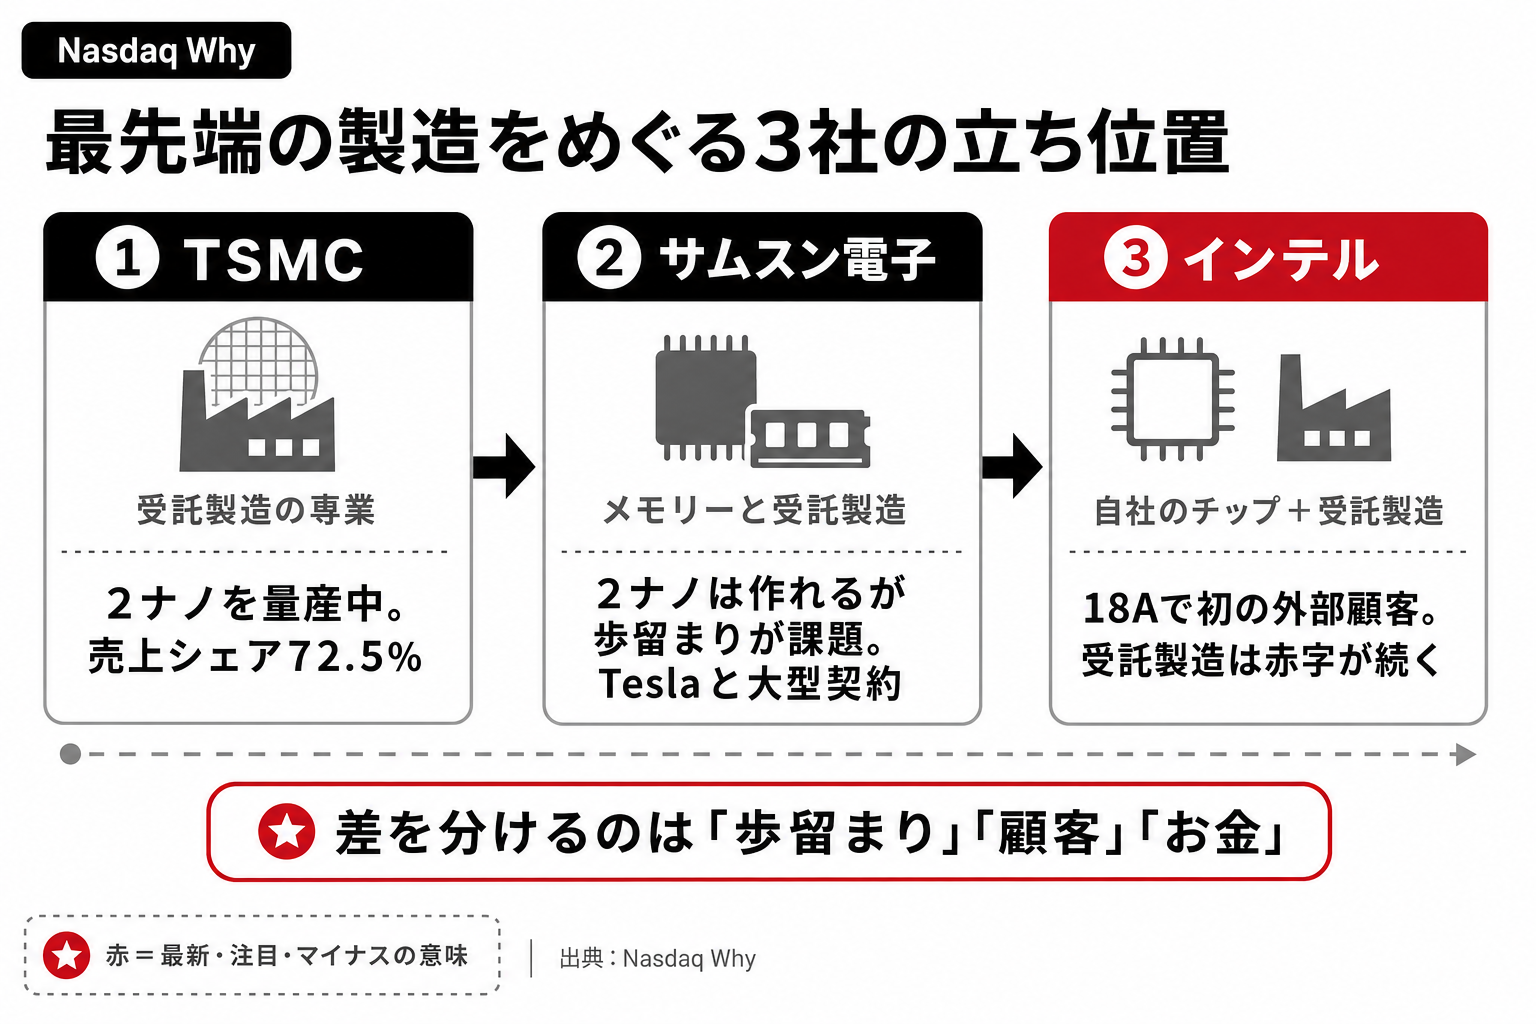 Nasdaq Why
最先端の製造をめぐる3社の立ち位置
1 TSMC
受託製造の専業
2ナノを量産中。
売上シェア72.5%
2 サムスン電子
メモリーと受託製造
2ナノは作れるが
歩留まりが課題。
Teslaと大型契約
3 インテル
自社のチップ＋受託製造
18Aで初の外部顧客。
受託製造は赤字が続く
差を分けるのは「歩留まり」「顧客」「お金」
赤＝最新・注目・マイナスの意味
出典：Nasdaq Why